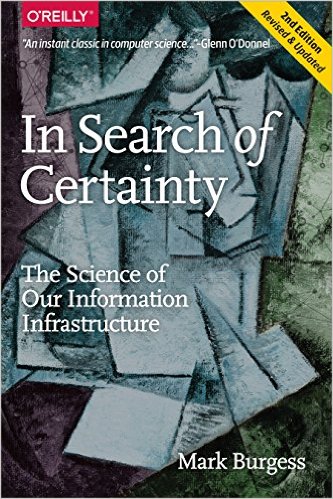 O'REILLY®
"An instant classic in computer science..."-Glenn O'Donnel
2nd Edition
Revised & Updated
In Search of
Certainty
The Science of
Our Information
Infrastructure
Mark Burgess